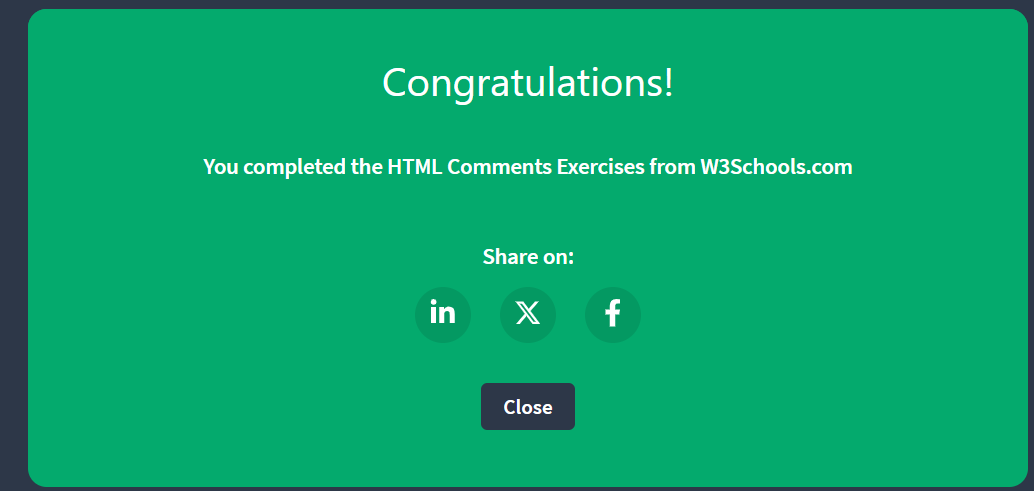 Congratulations!
You completed the HTML Comments Exercises from W3Schools.com
Share on:
in X f
Close